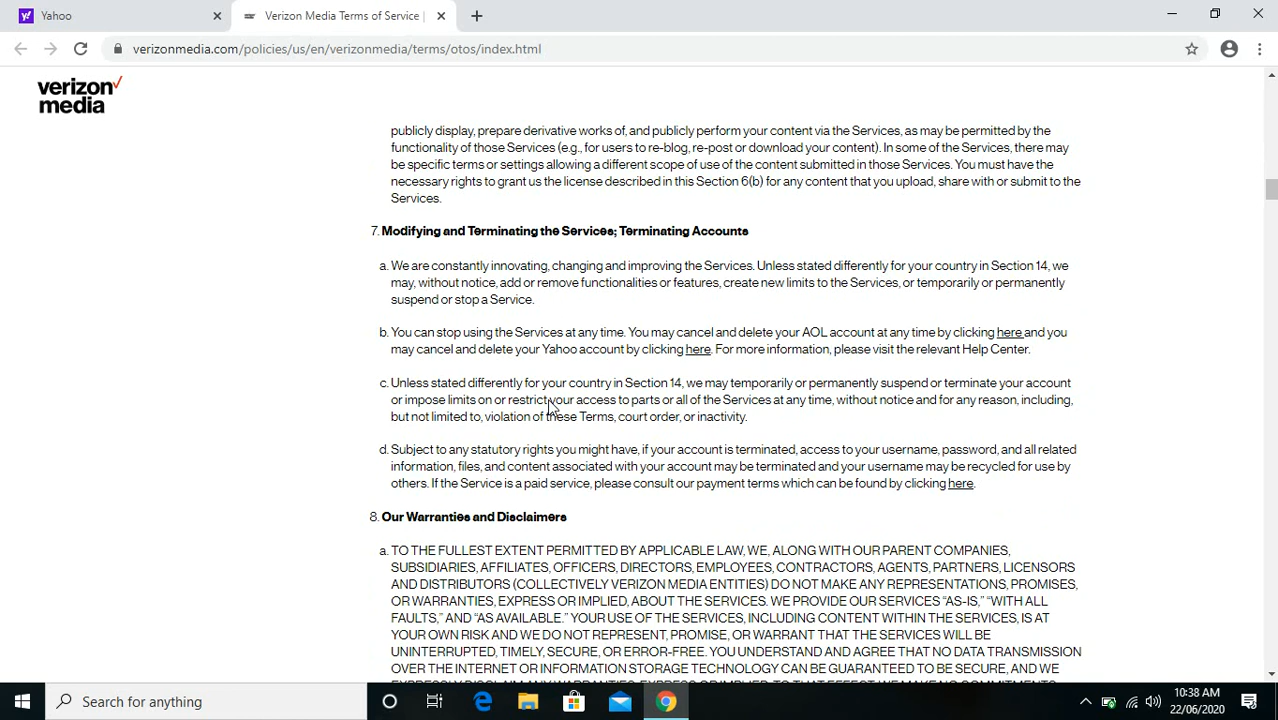 Yahoo
Verizon Media Terms of Service |
verizonmedia.com/policies/us/en/verizonmedia/terms/otos/index.html
verizon
media
publicly display, prepare derivative works of, and publicly perform your content via the Services, as may be permitted by the
functionality of those Services (e.g., for users to re-blog, re-post or download your content). In some of the Services, there may
be specific terms or settings allowing a different scope of use of the content submitted in those Services. You must have the
necessary rights to grant us the license described in this Section 6(b) for any content that you upload, share with or submit to the
Services.
7. Modifying and Terminating the Services; Terminating Accounts
a. We are constantly innovating, changing and improving the Services. Unless stated differently for your country in Section 14, we
may, without notice, add or remove functionalities or features, create new limits to the Services, or temporarily or permanently
suspend or stop a Service.
b. You can stop using the Services at any time. You may cancel and delete your AOL account at any time by clicking here and you
may cancel and delete your Yahoo account by clicking here. For more information, please visit the relevant Help Center.
c. Unless stated differently for your country in Section 14, we may temporarily or permanently suspend or terminate your account
or impose limits on or restrict your access to parts or all of the Services at any time, without notice and for any reason, including,
but not limited to, violation of these Terms, court order, or inactivity.
d. Subject to any statutory rights you might have, if your account is terminated, access to your username, password, and all related
information, files, and content associated with your account may be terminated and your username may be recycled for use by
others. If the Service is a paid service, please consult our payment terms which can be found by clicking here.
8. Our Warranties and Disclaimers
a. TO THE FULLEST EXTENT PERMITTED BY APPLICABLE LAW, WE, ALONG WITH OUR PARENT COMPANIES,
SUBSIDIARIES, AFFILIATES, OFFICERS, DIRECTORS, EMPLOYEES, CONTRACTORS, AGENTS, PARTNERS, LICENSORS
AND DISTRIBUTORS (COLLECTIVELY VERIZON MEDIA ENTITIES) DO NOT MAKE ANY REPRESENTATIONS, PROMISES,
OR WARRANTIES, EXPRESS OR IMPLIED, ABOUT THE SERVICES. WE PROVIDE OUR SERVICES “AS-IS,” “WITH ALL
FAULTS,” AND “AS AVAILABLE.” YOUR USE OF THE SERVICES, INCLUDING CONTENT WITHIN THE SERVICES, IS AT
YOUR OWN RISK AND WE DO NOT REPRESENT, PROMISE, OR WARRANT THAT THE SERVICES WILL BE
UNINTERRUPTED, TIMELY, SECURE, OR ERROR-FREE. YOU UNDERSTAND AND AGREE THAT NO DATA TRANSMISSION
OVER THE INTERNET OR INFORMATION STORAGE TECHNOLOGY CAN BE GUARANTEED TO BE SECURE, AND WE
Search for anything
10:38 AM
22/06/2020